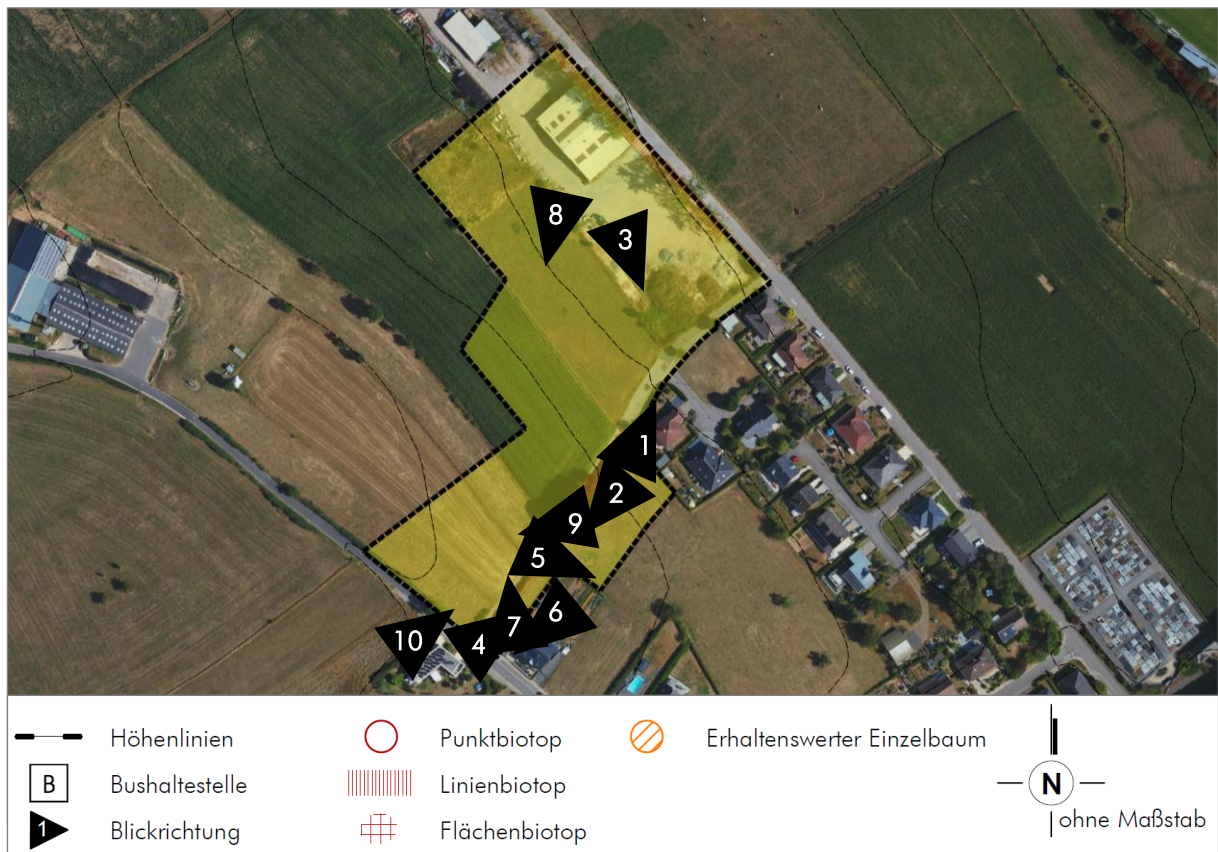 8
3
1
2
9
5
6
7
10
4
Höhenlinien
Punktbiotop
Erhaltenswerter Einzelbaum
B
Bushaltestelle
Linienbiotop
N
1
Blickrichtung
Flächenbiotop
ohne Maßstab